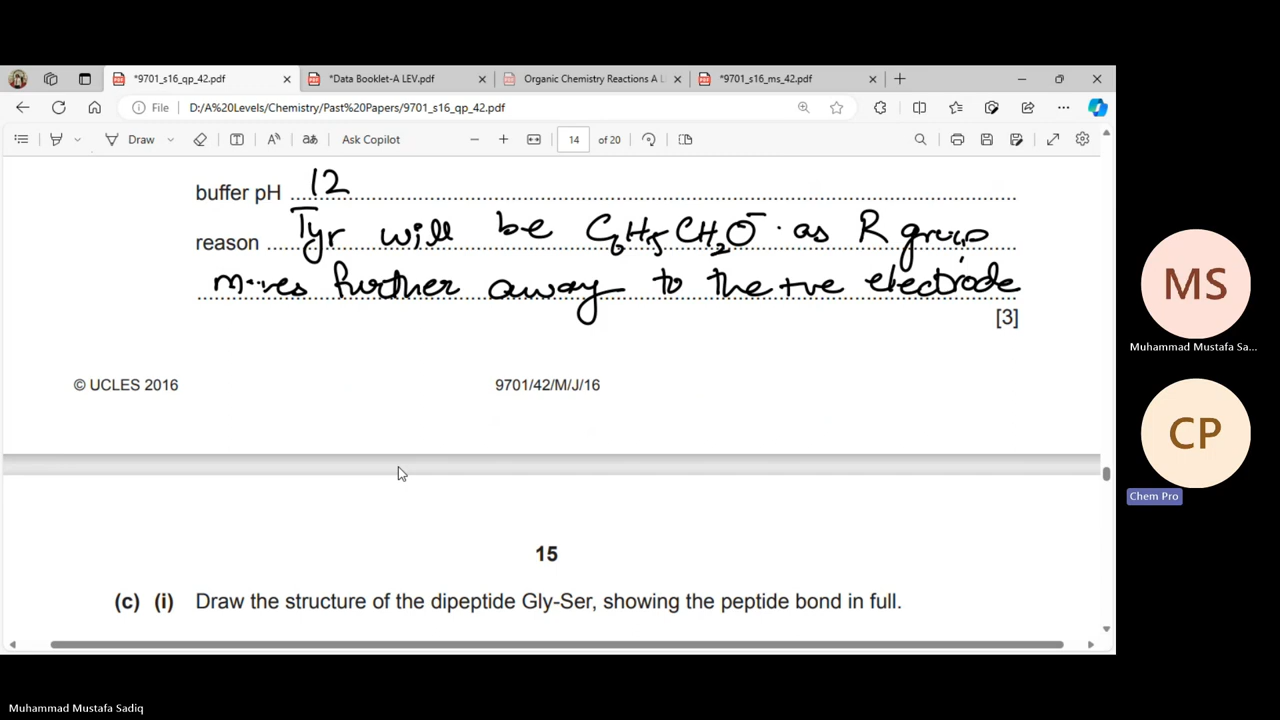 *9701_s16_qp_42.pdf
*Data Booklet-A LEV.pdf
Organic Chemistry Reactions A L
*9701_s16_ms_42.pdf
File
D:/A%20Levels/Chemistry/Past%20Papers/9701_s16_qp_42.pdf
Draw
Ask Copilot
14 of 20
buffer pH 12
reason Tyr will be C6H5CH2O⁻ as R group
moves further away to the +ve electrode
[3]
© UCLES 2016
9701/42/M/J/16
15
(c) (i) Draw the structure of the dipeptide Gly-Ser, showing the peptide bond in full.
MS
Muhammad Mustafa Sa...
CP
Chem Pro
Muhammad Mustafa Sadiq